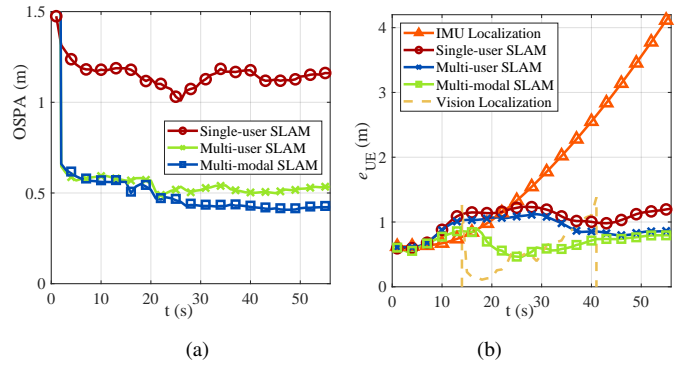 1.5
1
0.5
0
OSPA (m)
Single-user SLAM
Multi-user SLAM
Multi-modal SLAM
0 10 20 30 40 50
t (s)
(a)
4
3
2
1
0
e_UE (m)
IMU Localization
Single-user SLAM
Multi-user SLAM
Multi-modal SLAM
Vision Localization
0 10 20 30 40 50
t (s)
(b)